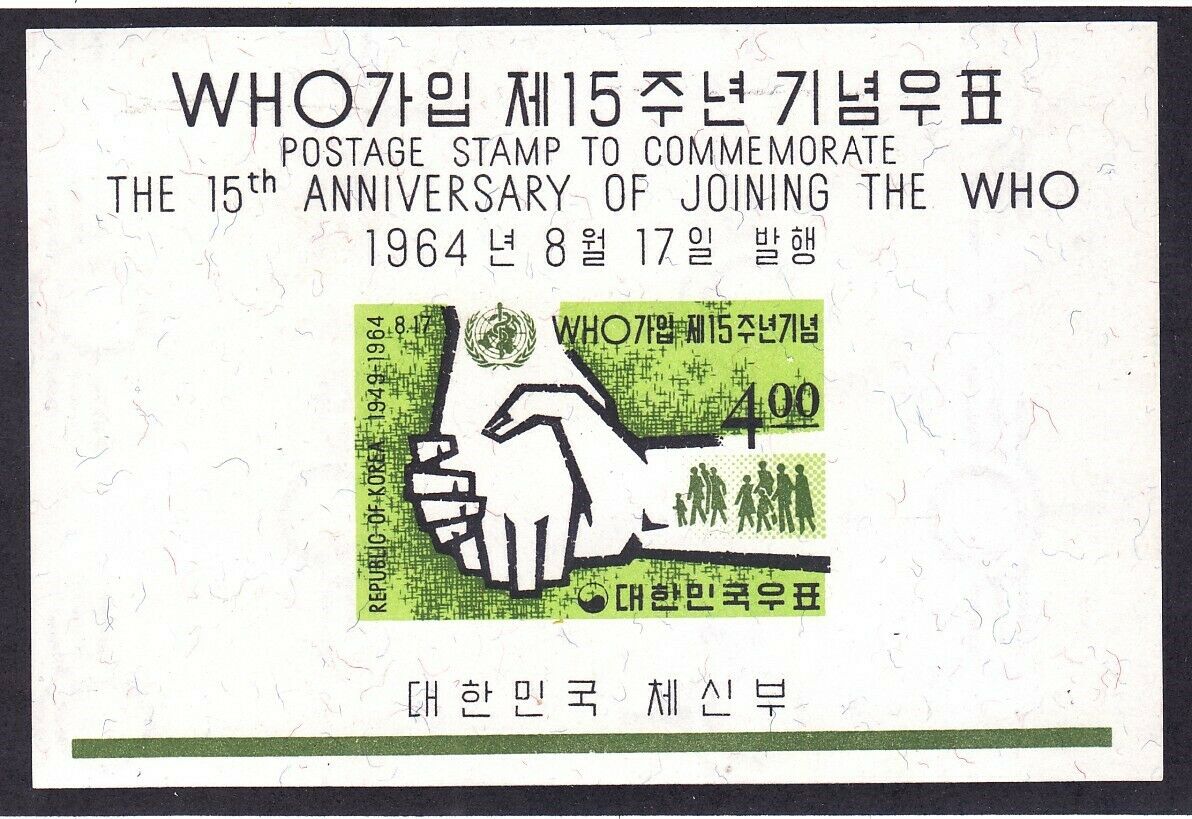 WHO가입 제15주년기념우표
POSTAGE STAMP TO COMMEMORATE
THE 15th ANNIVERSARY OF JOINING THE WHO
1964년 8월 17일 발행
8.17
WHO가입 제15주년기념
REPUBLIC OF KOREA 1949-1964
4.00
대한민국우표
대한민국 체신부